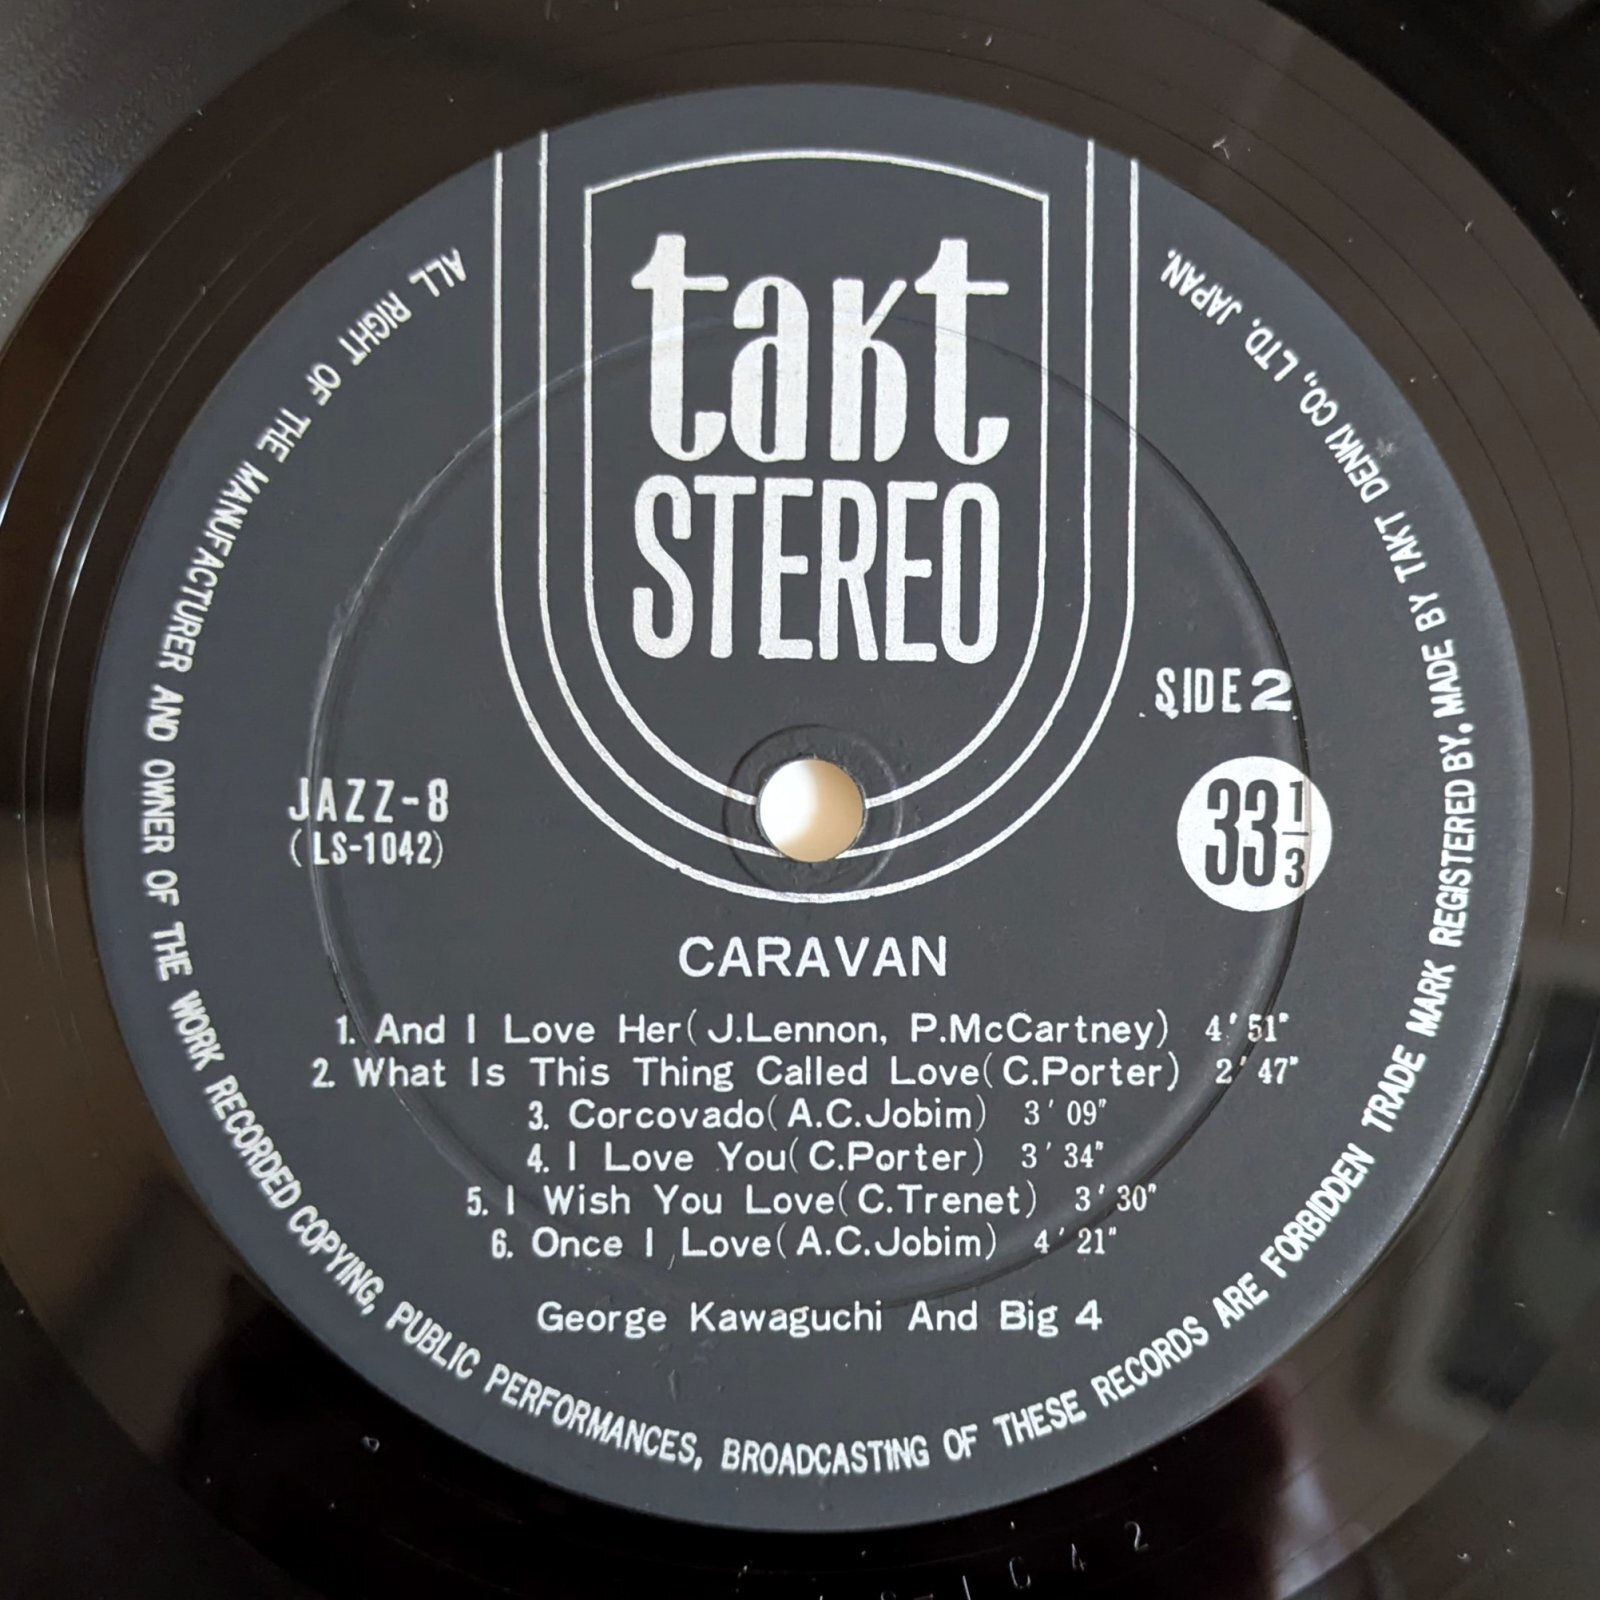 takt
STEREO
SIDE 2
JAZZ-8
(LS-1042)
33 1/3
CARAVAN
1. And I Love Her(J.Lennon, P.McCartney) 4'51"
2. What Is This Thing Called Love(C.Porter) 2'47"
3. Corcovado(A.C.Jobim) 3'09"
4. I Love You(C.Porter) 3'34"
5. I Wish You Love(C.Trenet) 3'30"
6. Once I Love(A.C.Jobim) 4'21"
George Kawaguchi And Big 4
ALL RIGHT OF THE MANUFACTURER AND OWNER OF THE WORK RECORDED COPYING, PUBLIC PERFORMANCES, BROADCASTING OF THESE RECORDS ARE FORBIDDEN TRADE MARK REGISTERED BY. MADE BY TAKT DENKI CO., LTD. JAPAN.